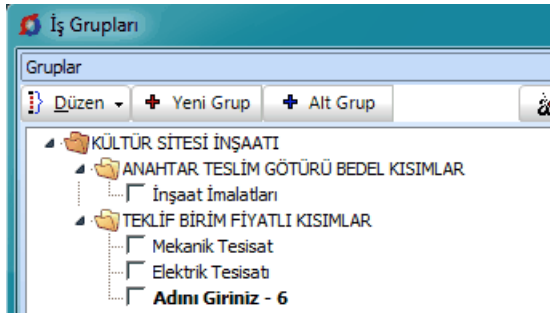 İş Grupları
Gruplar
Düzen Yeni Grup Alt Grup
KÜLTÜR SİTESİ İNŞAATI
ANAHTAR TESLİM GÖTÜRÜ BEDEL KISIMLAR
İnşaat İmalatları
TEKLİF BİRİM FİYATLI KISIMLAR
Mekanik Tesisat
Elektrik Tesisatı
Adını Giriniz - 6